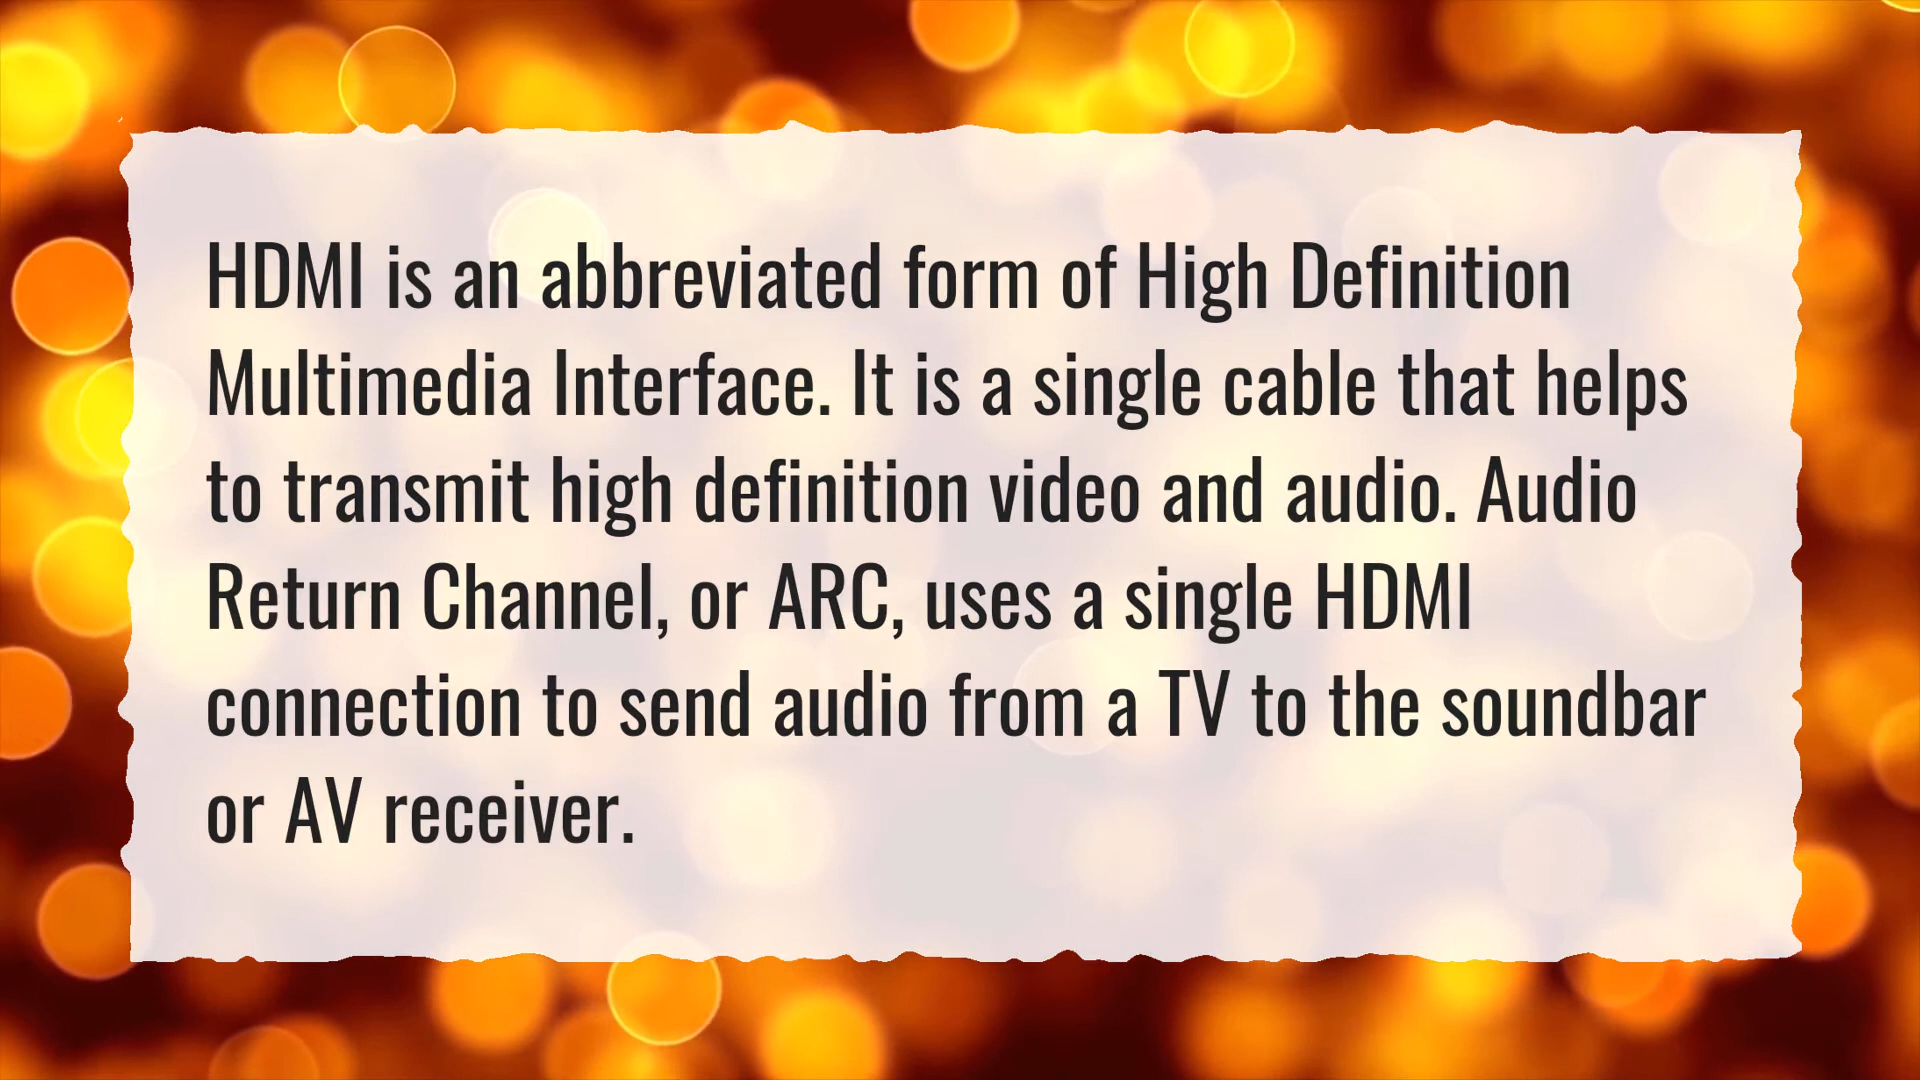 HDMI is an abbreviated form of High Definition
Multimedia Interface. It is a single cable that helps
to transmit high definition video and audio. Audio
Return Channel, or ARC, uses a single HDMI
connection to send audio from a TV to the soundbar
or AV receiver.